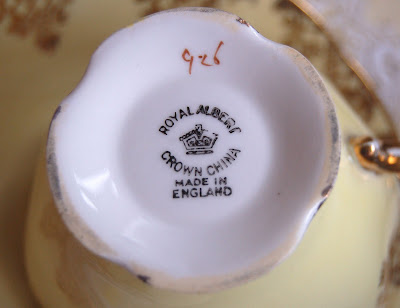 926
ROYAL ALBERT
CROWN CHINA
MADE IN
ENGLAND